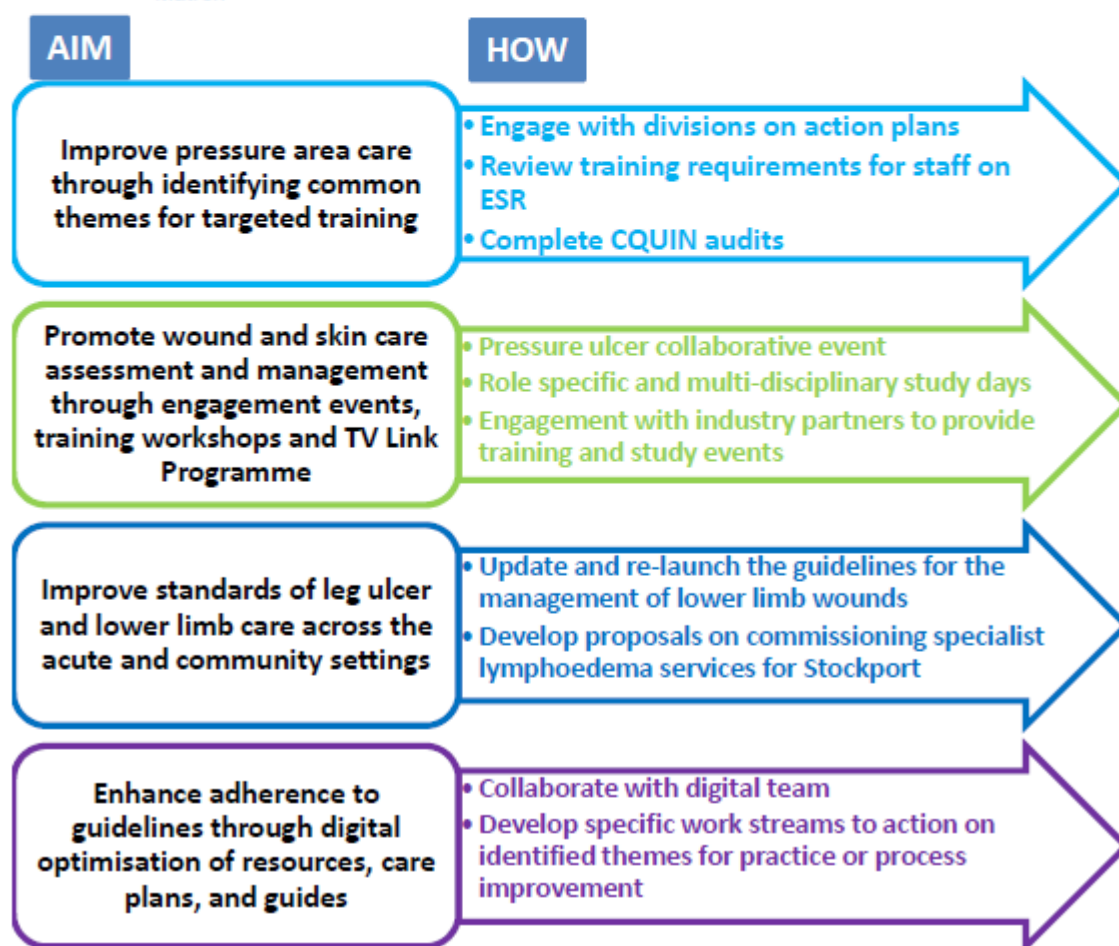 AIM
HOW
Improve pressure area care
through identifying common
themes for targeted training
• Engage with divisions on action plans
• Review training requirements for staff on
ESR
• Complete CQUIN audits
Promote wound and skin care
assessment and management
through engagement events,
training workshops and TV Link
Programme
• Pressure ulcer collaborative event
• Role specific and multi-disciplinary study days
• Engagement with industry partners to provide
training and study events
Improve standards of leg ulcer
and lower limb care across the
acute and community settings
• Update and re-launch the guidelines for the
management of lower limb wounds
• Develop proposals on commissioning specialist
lymphoedema services for Stockport
Enhance adherence to
guidelines through digital
optimisation of resources, care
plans, and guides
• Collaborate with digital team
• Develop specific work streams to action on
identified themes for practice or process
improvement